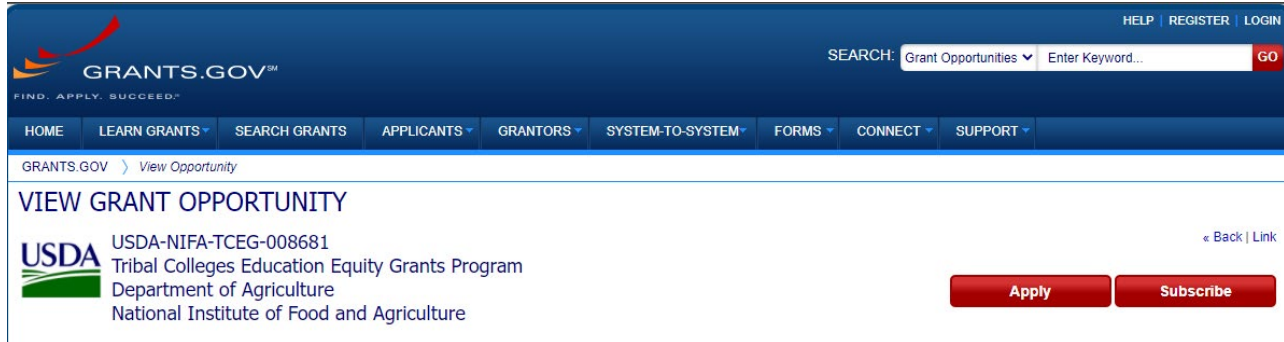 HELP | REGISTER | LOGIN
SEARCH: Grant Opportunities Enter Keyword... GO
GRANTS.GOV℠
FIND. APPLY. SUCCEED.℠
HOME LEARN GRANTS SEARCH GRANTS APPLICANTS GRANTORS SYSTEM-TO-SYSTEM FORMS CONNECT SUPPORT
GRANTS.GOV 〉 View Opportunity
VIEW GRANT OPPORTUNITY
« Back | Link
USDA
USDA-NIFA-TCEG-008681
Tribal Colleges Education Equity Grants Program
Department of Agriculture
National Institute of Food and Agriculture
Apply Subscribe